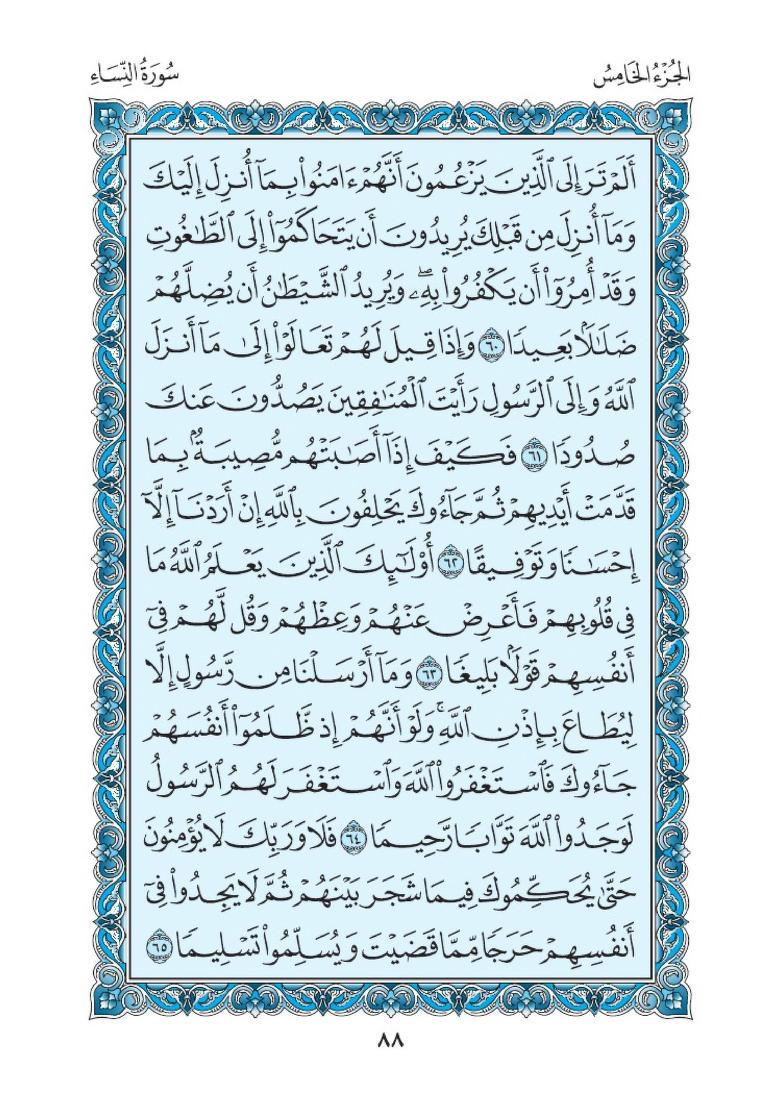 الجُزْءُ الخَامِسُ
سُورَةُ النِّسَاءِ
أَلَمْ تَرَ إِلَى ٱلَّذِينَ يَزْعُمُونَ أَنَّهُمْ ءَامَنُوا۟ بِمَآ أُنزِلَ إِلَيْكَ
وَمَآ أُنزِلَ مِن قَبْلِكَ يُرِيدُونَ أَن يَتَحَاكَمُوٓا۟ إِلَى ٱلطَّٰغُوتِ
وَقَدْ أُمِرُوٓا۟ أَن يَكْفُرُوا۟ بِهِۦۖ وَيُرِيدُ ٱلشَّيْطَٰنُ أَن يُضِلَّهُمْ
ضَلَٰلًۢا بَعِيدًا ٦٠ وَإِذَا قِيلَ لَهُمْ تَعَالَوْا۟ إِلَىٰ مَآ أَنزَلَ
ٱللَّهُ وَإِلَى ٱلرَّسُولِ رَأَيْتَ ٱلْمُنَٰفِقِينَ يَصُدُّونَ عَنكَ
صُدُودًا ٦١ فَكَيْفَ إِذَآ أَصَٰبَتْهُم مُّصِيبَةٌۢ بِمَا
قَدَّمَتْ أَيْدِيهِمْ ثُمَّ جَآءُوكَ يَحْلِفُونَ بِٱللَّهِ إِنْ أَرَدْنَآ إِلَّآ
إِحْسَٰنًا وَتَوْفِيقًا ٦٢ أُو۟لَٰٓئِكَ ٱلَّذِينَ يَعْلَمُ ٱللَّهُ مَا
فِى قُلُوبِهِمْ فَأَعْرِضْ عَنْهُمْ وَعِظْهُمْ وَقُل لَّهُمْ فِىٓ
أَنفُسِهِمْ قَوْلًۢا بَلِيغًا ٦٣ وَمَآ أَرْسَلْنَا مِن رَّسُولٍ إِلَّا
لِيُطَاعَ بِإِذْنِ ٱللَّهِۚ وَلَوْ أَنَّهُمْ إِذ ظَّلَمُوٓا۟ أَنفُسَهُمْ
جَآءُوكَ فَٱسْتَغْفَرُوا۟ ٱللَّهَ وَٱسْتَغْفَرَ لَهُمُ ٱلرَّسُولُ
لَوَجَدُوا۟ ٱللَّهَ تَوَّابًا رَّحِيمًا ٦٤ فَلَا وَرَبِّكَ لَا يُؤْمِنُونَ
حَتَّىٰ يُحَكِّمُوكَ فِيمَا شَجَرَ بَيْنَهُمْ ثُمَّ لَا يَجِدُوا۟ فِىٓ
أَنفُسِهِمْ حَرَجًا مِّمَّا قَضَيْتَ وَيُسَلِّمُوا۟ تَسْلِيمًا ٦٥
٨٨